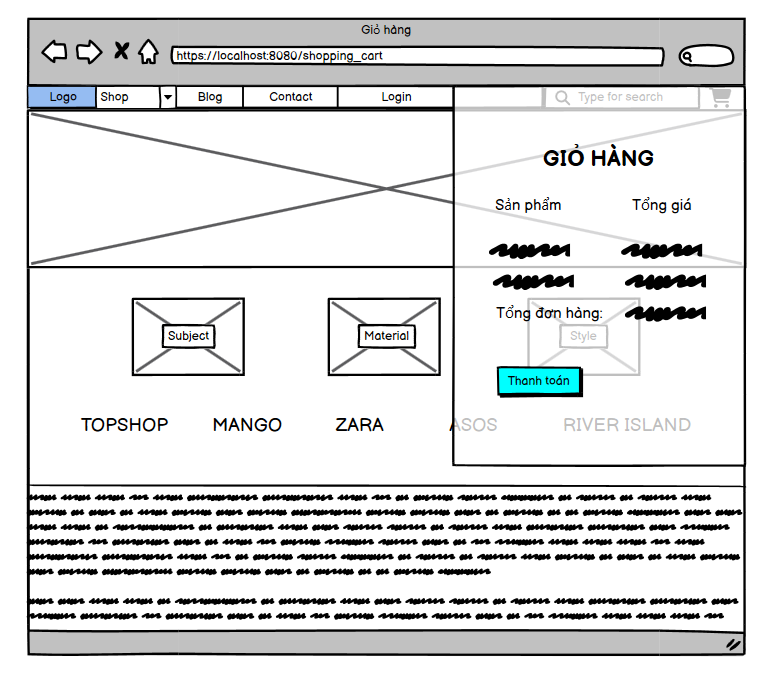 Giỏ hàng
https://localhost:8080/shopping_cart
Logo Shop Blog Contact Login Type for search
GIỎ HÀNG
Sản phẩm Tổng giá
Tổng đơn hàng:
Subject Material Style
Thanh toán
TOPSHOP MANGO ZARA ASOS RIVER ISLAND